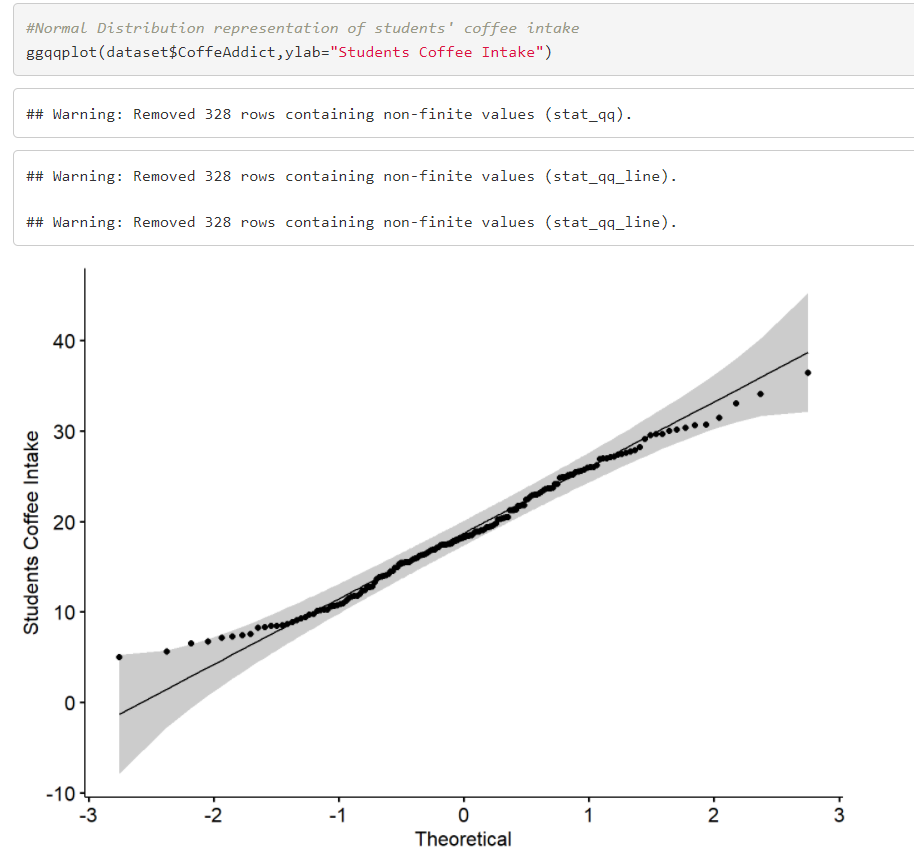 #Normal Distribution representation of students' coffee intake
ggqqplot(dataset$CoffeAddict,ylab="Students Coffee Intake")
## Warning: Removed 328 rows containing non-finite values (stat_qq).
## Warning: Removed 328 rows containing non-finite values (stat_qq_line).
## Warning: Removed 328 rows containing non-finite values (stat_qq_line).
Students Coffee Intake
40
30
20
10
0
-10
-3 -2 -1 0 1 2 3
Theoretical